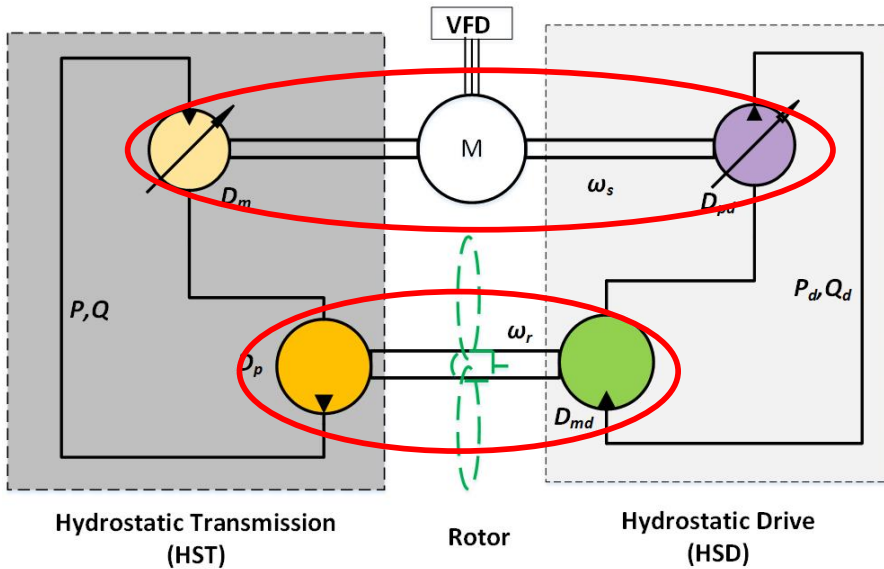 VFD
M
D_m
ω_s
D_pd
P,Q
P_d,Q_d
ω_r
D_p
D_md
Hydrostatic Transmission
(HST)
Rotor
Hydrostatic Drive
(HSD)